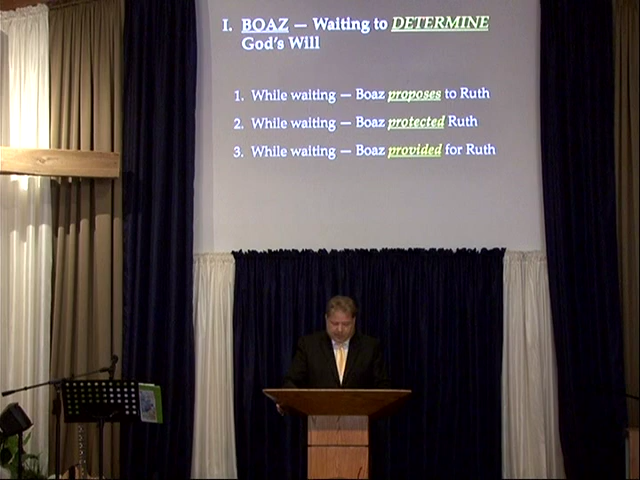 I. BOAZ — Waiting to DETERMINE
God's Will
1. While waiting — Boaz proposes to Ruth
2. While waiting — Boaz protected Ruth
3. While waiting — Boaz provided for Ruth